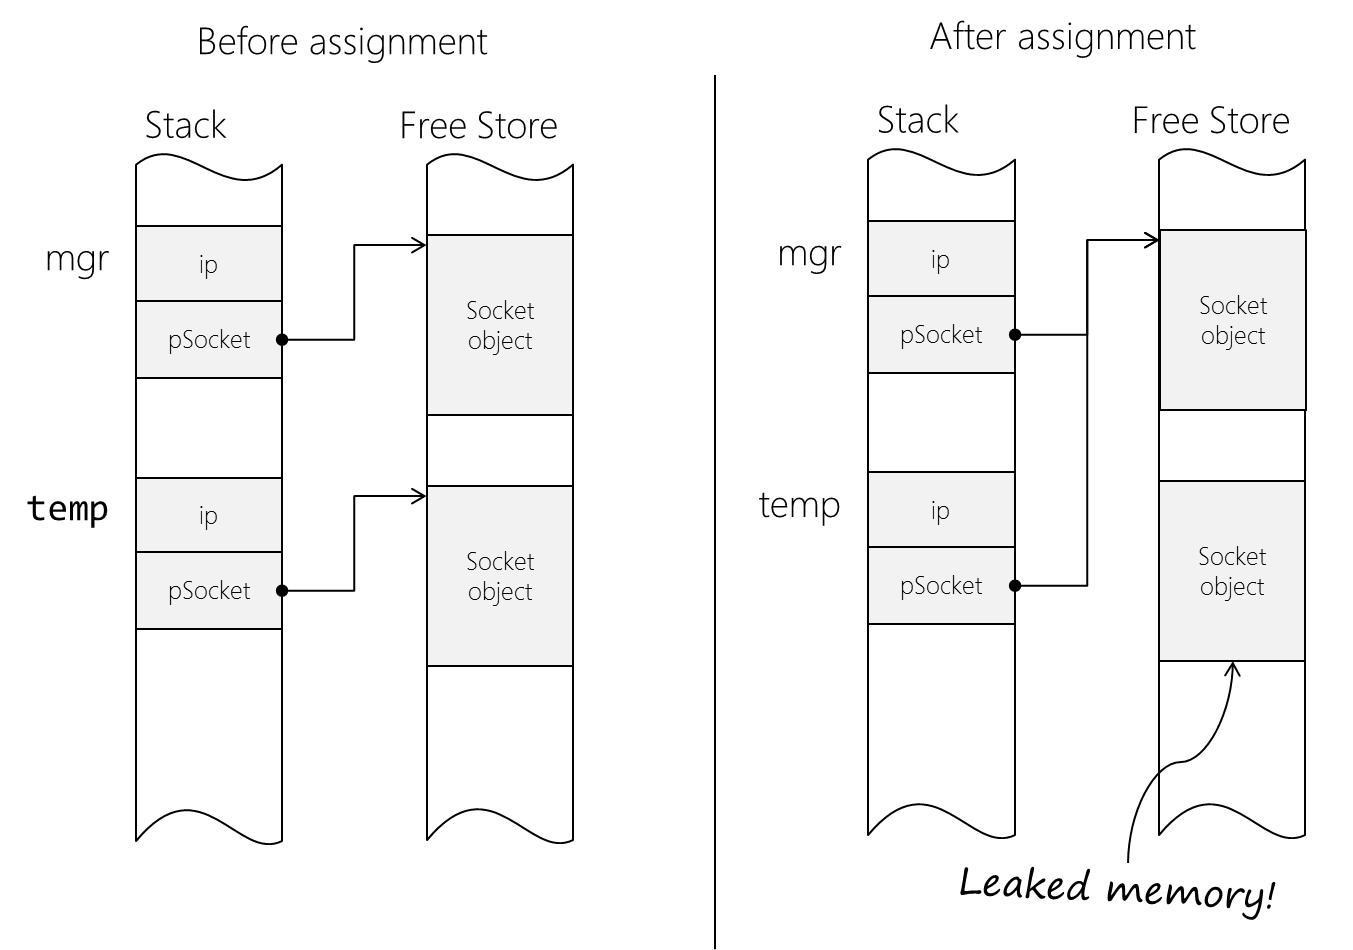 Before assignment
Stack
Free Store
mgr
ip
pSocket
Socket
object
temp
ip
pSocket
Socket
object
After assignment
Stack
Free Store
mgr
ip
pSocket
Socket
object
temp
ip
pSocket
Socket
object
Leaked memory!